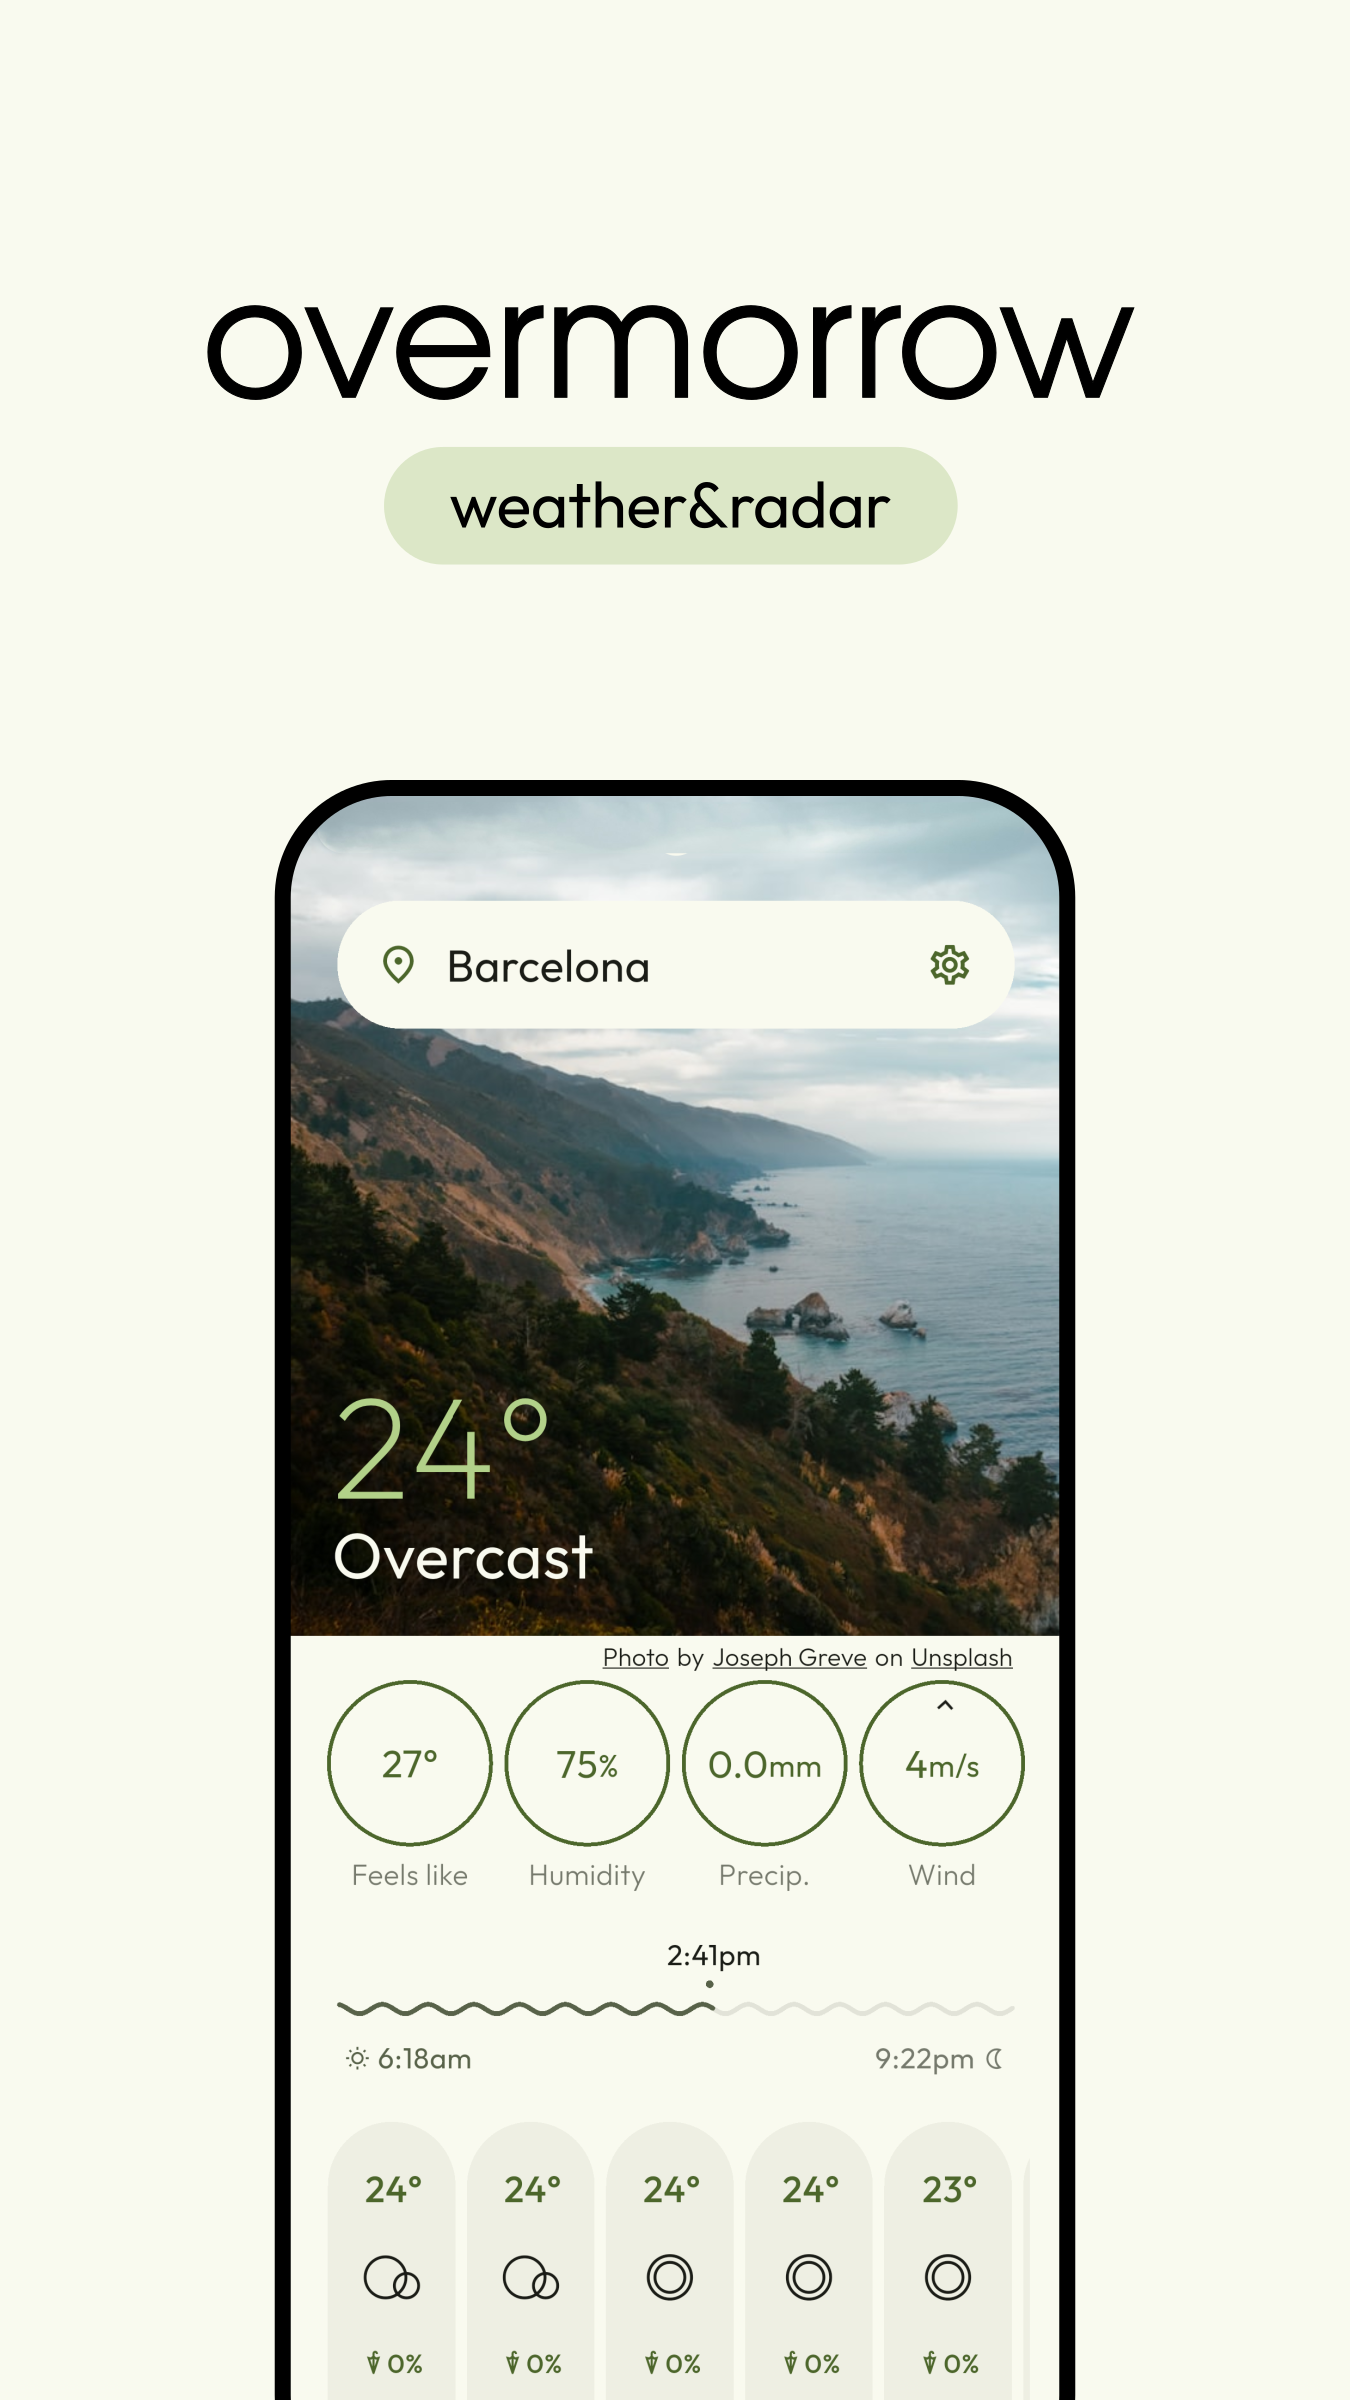 overmorrow
weather&radar
Barcelona
24°
Overcast
Photo by Joseph Greve on Unsplash
27° 75% 0.0mm 4m/s
Feels like Humidity Precip. Wind
2:41pm
6:18am 9:22pm
24° 24° 24° 24° 23°
0% 0% 0% 0% 0%